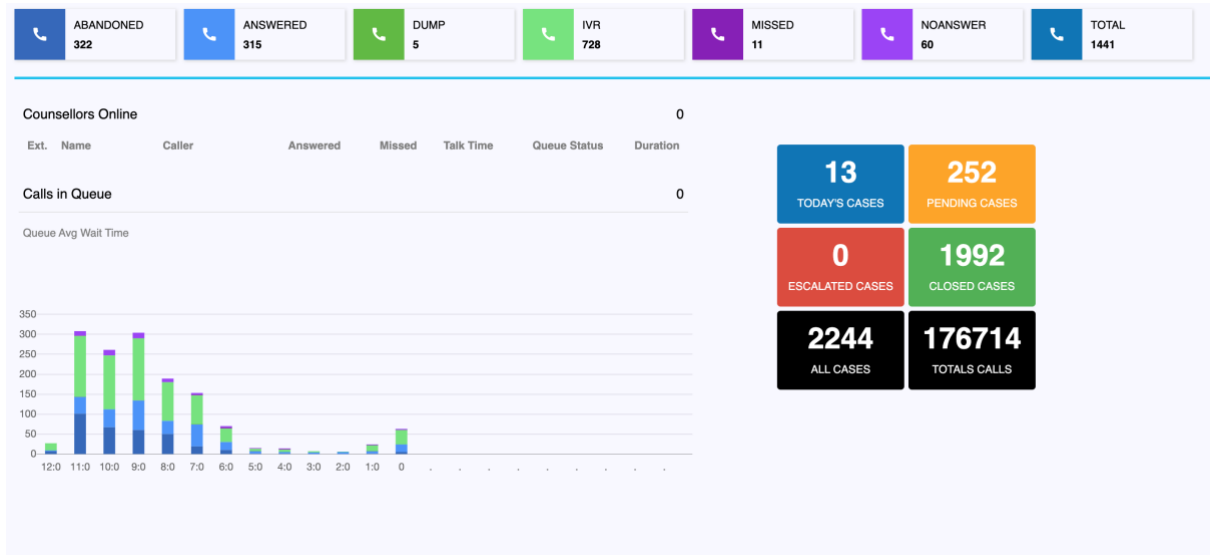 ABANDONED ANSWERED DUMP IVR MISSED NOANSWER TOTAL
322 315 5 728 11 60 1441
Counsellors Online 0
Ext. Name Caller Answered Missed Talk Time Queue Status Duration
Calls in Queue 0
Queue Avg Wait Time
350
300
250
200
150
100
50
0
12:0 11:0 10:0 9:0 8:0 7:0 6:0 5:0 4:0 3:0 2:0 1:0 0 . . . . . . . . .
13 252
TODAY'S CASES PENDING CASES
0 1992
ESCALATED CASES CLOSED CASES
2244 176714
ALL CASES TOTALS CALLS